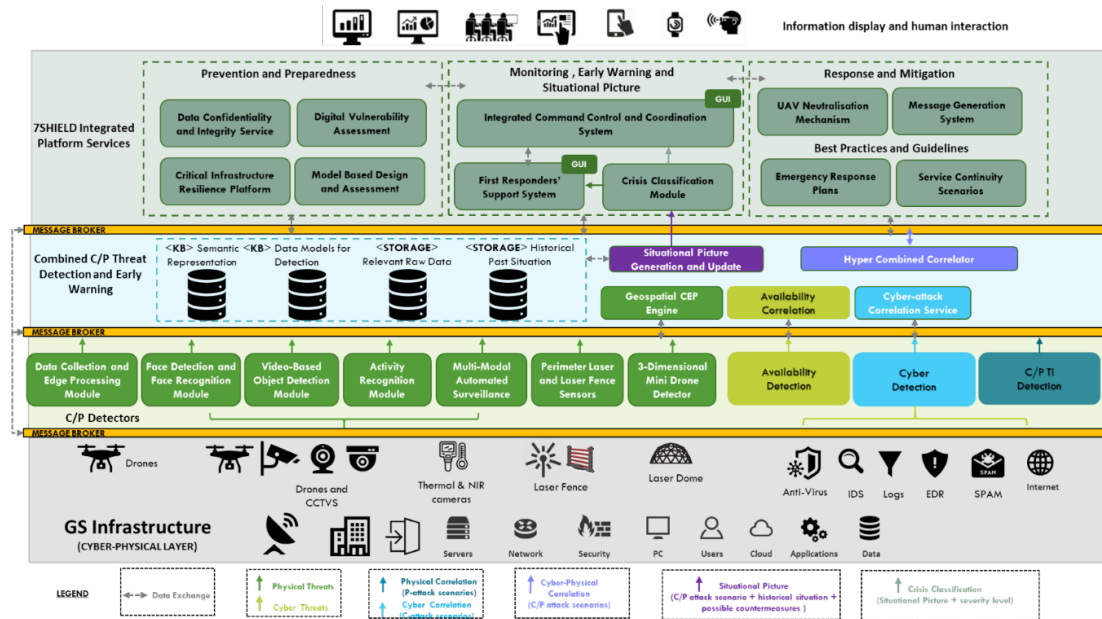 Information display and human interaction
7SHIELD Integrated
Platform Services
Prevention and Preparedness
Data Confidentiality
and Integrity Service
Digital Vulnerability
Assessment
Critical Infrastructure
Resilience Platform
Model Based Design
and Assessment
Monitoring , Early Warning and
Situational Picture
GUI
Integrated Command Control and Coordination
System
GUI
First Responders'
Support System
Crisis Classification
Module
Response and Mitigation
UAV Neutralisation
Mechanism
Message Generation
System
Best Practices and Guidelines
Emergency Response
Plans
Service Continuity
Scenarios
MESSAGE BROKER
Combined C/P Threat
Detection and Early
Warning
<KB> Semantic
Representation
<KB> Data Models for
Detection
<STORAGE>
Relevant Raw Data
<STORAGE> Historical
Past Situation
Situational Picture
Generation and Update
Hyper Combined Correlator
Geospatial CEP
Engine
Availability
Correlation
Cyber-attack
Correlation Service
MESSAGE BROKER
Data Collection and
Edge Processing
Module
Face Detection and
Face Recognition
Module
Video-Based
Object Detection
Module
Activity
Recognition
Module
Multi-Modal
Automated
Surveillance
Perimeter Laser
and Laser Fence
Sensors
3-Dimensional
Mini Drone
Detector
Availability
Detection
Cyber
Detection
C/P TI
Detection
C/P Detectors
MESSAGE BROKER
Drones
Drones and
CCTVS
Thermal & NIR
cameras
Laser Fence
Laser Dome
Anti-Virus
IDS
Logs
EDR
SPAM
SPAM
Internet
GS Infrastructure
(CYBER-PHYSICAL LAYER)
Servers
Network
Security
PC
Users
Cloud
Applications
Data
LEGEND
Data Exchange
Physical Threats
Cyber Threats
Physical Correlation
(P-attack scenarios)
Cyber Correlation
(C-attack scenarios)
Cyber-Physical
Correlation
(C/P attack scenarios)
Situational Picture
(C/P attack scenario + historical situation +
possible countermeasures )
Crisis Classification
(Situational Picture + severity level)